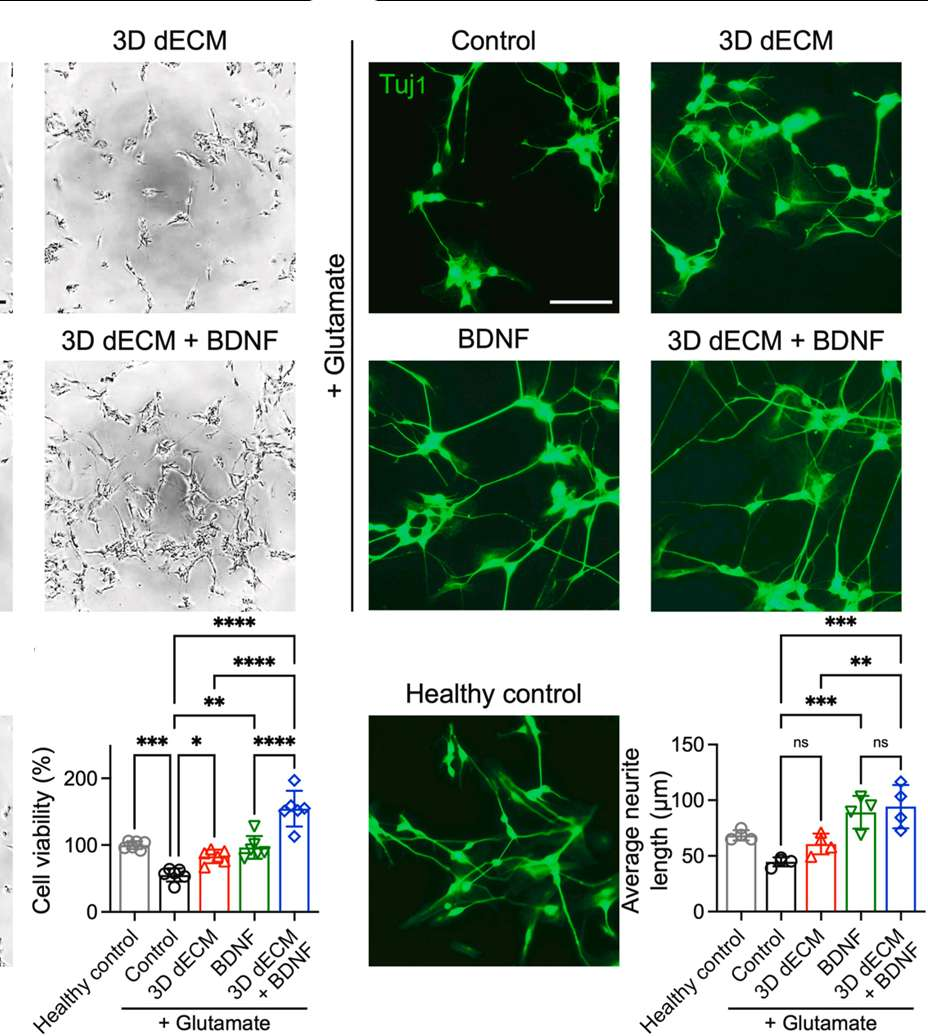 3D dECM
Control
3D dECM
Tuj1
+ Glutamate
3D dECM + BDNF
BDNF
3D dECM + BDNF
****
****
**
***
*
****
Cell viability (%)
200
100
0
Healthy control
Control
3D dECM
BDNF
3D dECM
+ BDNF
+ Glutamate
Healthy control
***
**
***
ns
ns
Average neurite
length (μm)
150
100
50
0
Healthy control
Control
3D dECM
BDNF
3D dECM
+ BDNF
+ Glutamate